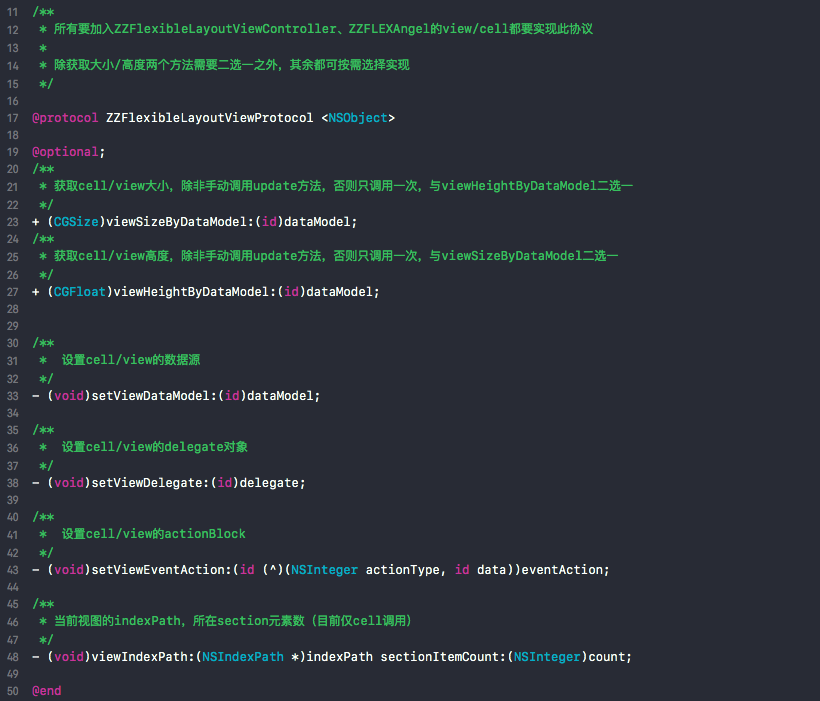 11 /**
12  * 所有要加入ZZFlexibleLayoutViewController、ZZFLEXAngel的view/cell都要实现此协议
13  *
14  * 除获取大小/高度两个方法需要二选一之外，其余都可按需选择实现
15  */
16
17 @protocol ZZFlexibleLayoutViewProtocol <NSObject>
18
19 @optional;
20 /**
21  * 获取cell/view大小，除非手动调用update方法，否则只调用一次，与viewHeightByDataModel二选一
22  */
23 + (CGSize)viewSizeByDataModel:(id)dataModel;
24 /**
25  * 获取cell/view高度，除非手动调用update方法，否则只调用一次，与viewSizeByDataModel二选一
26  */
27 + (CGFloat)viewHeightByDataModel:(id)dataModel;
28
29
30 /**
31  *  设置cell/view的数据源
32  */
33 - (void)setViewDataModel:(id)dataModel;
34
35 /**
36  *  设置cell/view的delegate对象
37  */
38 - (void)setViewDelegate:(id)delegate;
39
40 /**
41  *  设置cell/view的actionBlock
42  */
43 - (void)setViewEventAction:(id (^)(NSInteger actionType, id data))eventAction;
44
45 /**
46  * 当前视图的indexPath，所在section元素数（目前仅cell调用）
47  */
48 - (void)viewIndexPath:(NSIndexPath *)indexPath sectionItemCount:(NSInteger)count;
49
50 @end